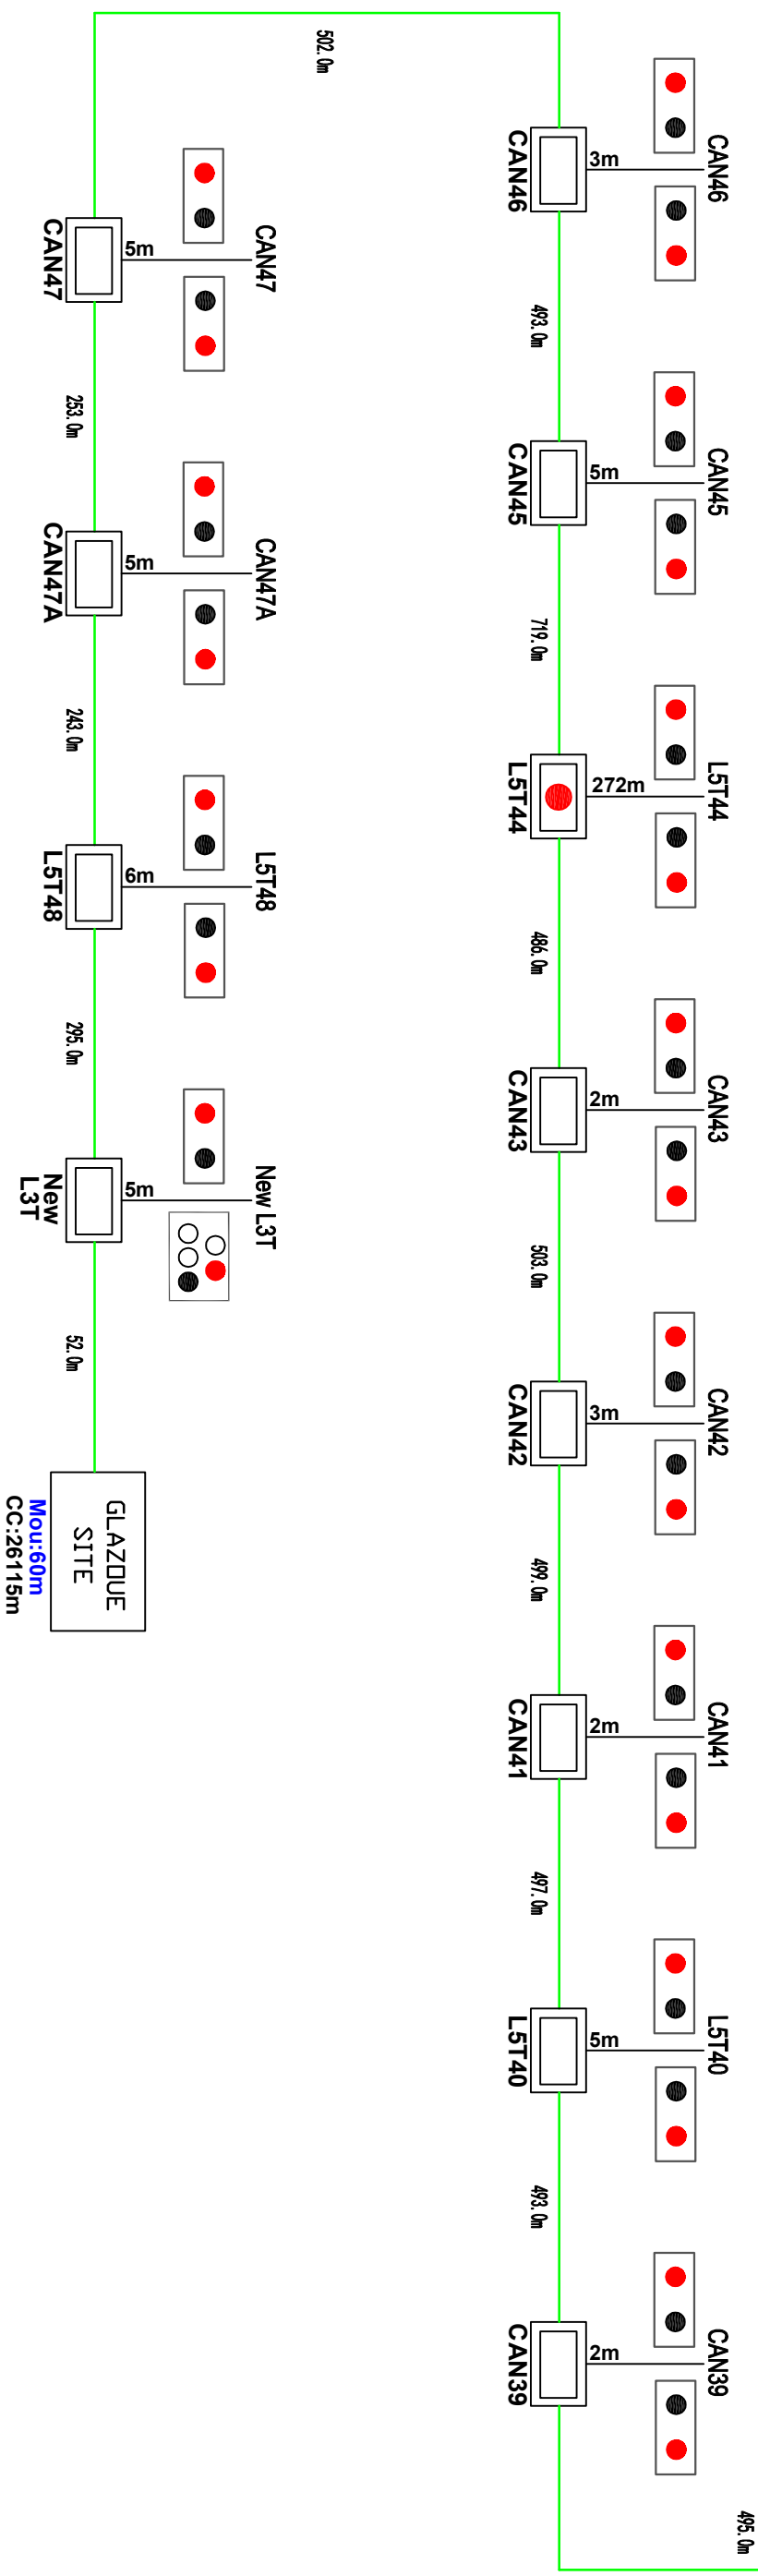 502.0m
CAN46
3m
CAN46
493.0m
CAN45
5m
CAN45
719.0m
L5T44
272m
L5T44
486.0m
CAN43
2m
CAN43
503.0m
CAN42
3m
CAN42
499.0m
CAN41
2m
CAN41
497.0m
L5T40
5m
L5T40
493.0m
CAN39
2m
CAN39
495.0m
CAN47
5m
CAN47
253.0m
CAN47A
5m
CAN47A
243.0m
L5T48
6m
L5T48
295.0m
New L3T
5m
New
L3T
52.0m
GLAZOUE
SITE
Mou:60m
CC:26115m